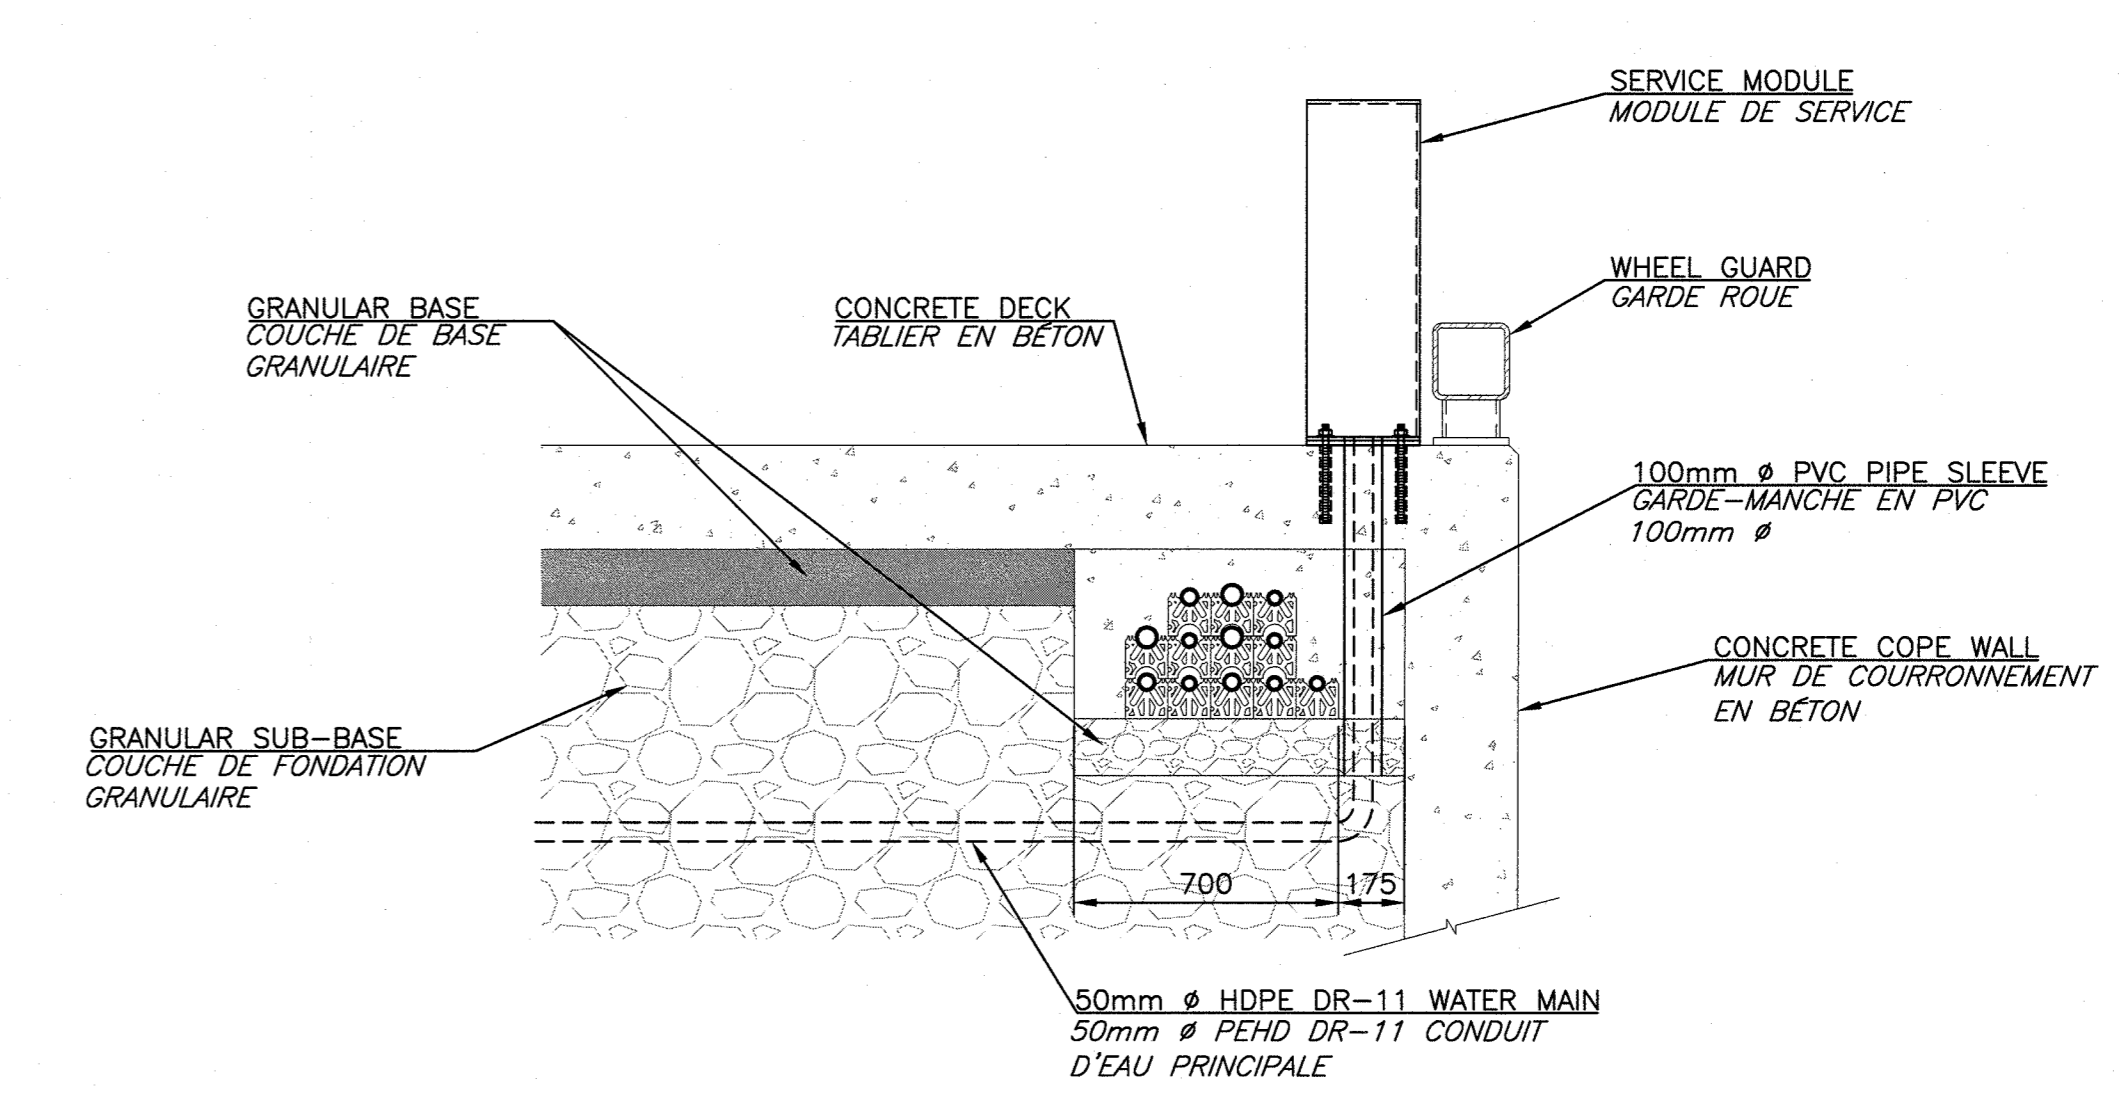 SERVICE MODULE
MODULE DE SERVICE
WHEEL GUARD
GARDE ROUE
GRANULAR BASE
COUCHE DE BASE
GRANULAIRE
CONCRETE DECK
TABLIER EN BÉTON
100mm ø PVC PIPE SLEEVE
GARDE-MANCHE EN PVC
100mm ø
CONCRETE COPE WALL
MUR DE COURRONNEMENT
EN BÉTON
GRANULAR SUB-BASE
COUCHE DE FONDATION
GRANULAIRE
700
175
50mm ø HDPE DR-11 WATER MAIN
50mm ø PEHD DR-11 CONDUIT
D'EAU PRINCIPALE